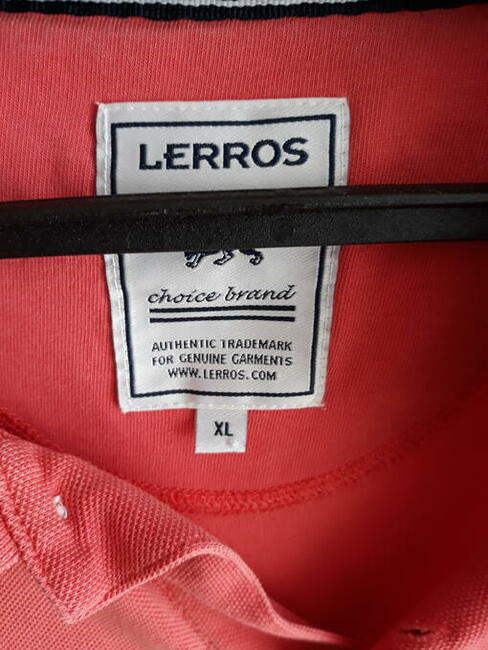 LERROS
choice brand
AUTHENTIC TRADEMARK
FOR GENUINE GARMENTS
WWW.LERROS.COM
XL